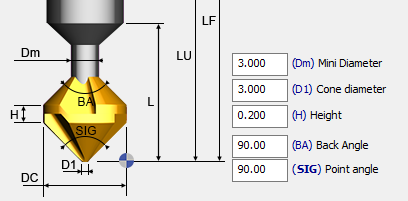 LF
LU
Dm
L
BA
H
SIG
D1
DC
3.000 (Dm) Mini Diameter
3.000 (D1) Cone diameter
0.200 (H) Height
90.00 (BA) Back Angle
90.00 (SIG) Point angle